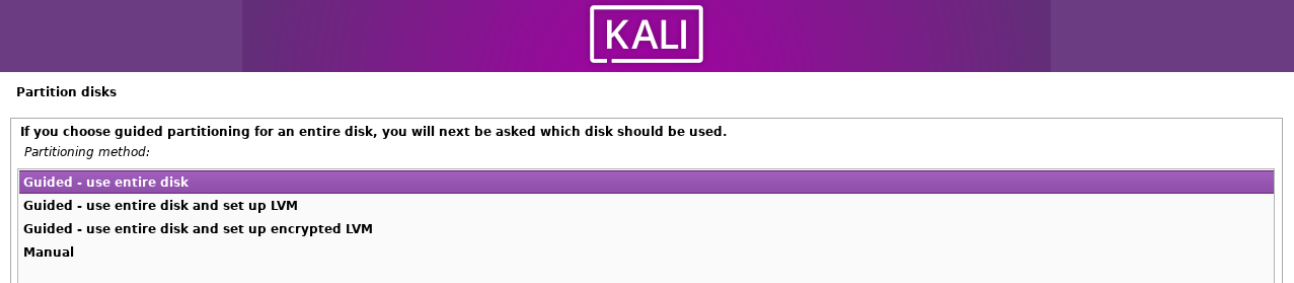 KALI
Partition disks
If you choose guided partitioning for an entire disk, you will next be asked which disk should be used.
Partitioning method:
Guided - use entire disk
Guided - use entire disk and set up LVM
Guided - use entire disk and set up encrypted LVM
Manual